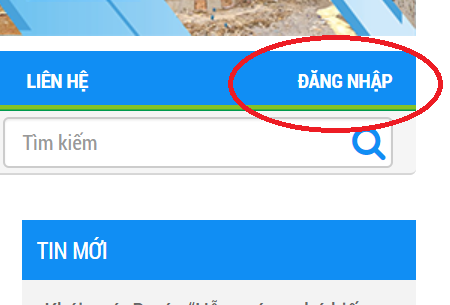 LIÊN HỆ ĐĂNG NHẬP
Tìm kiếm
TIN MỚI